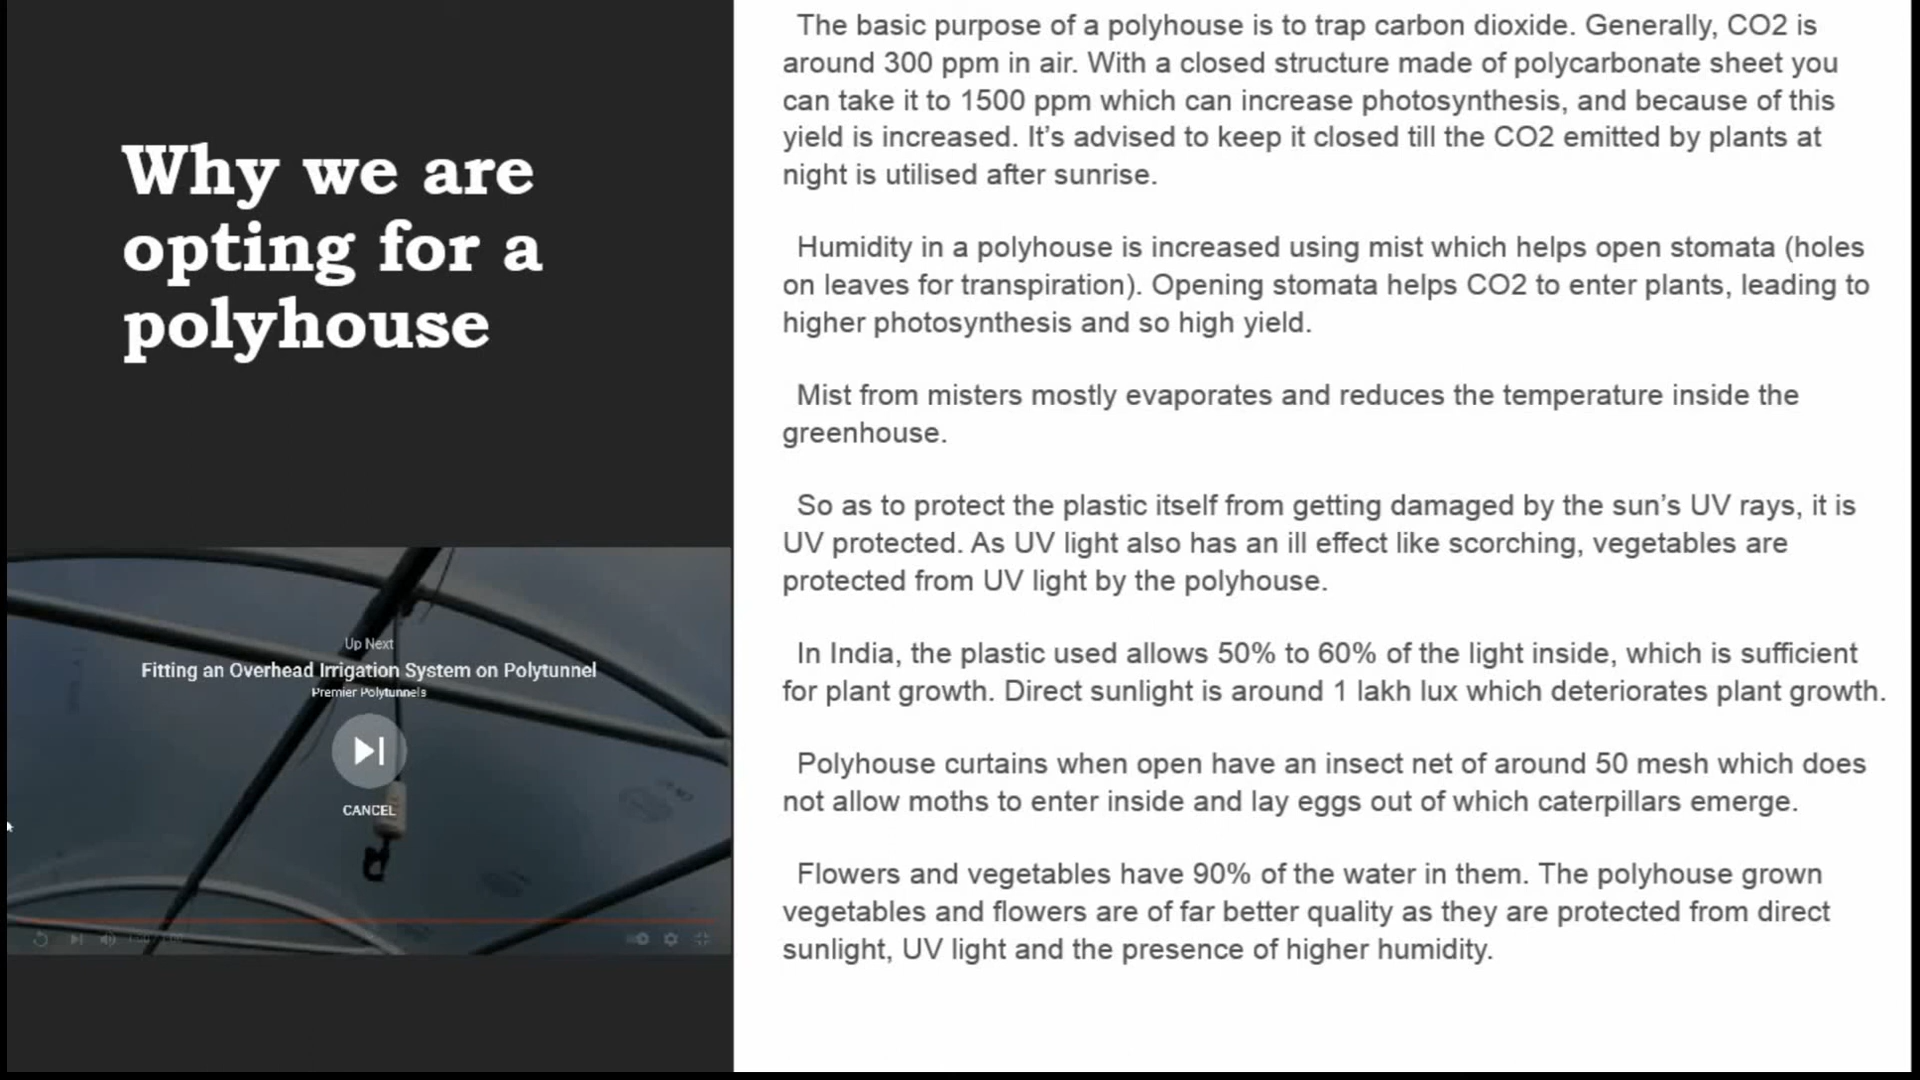 Why we are
opting for a
polyhouse
Up Next
Fitting an Overhead Irrigation System on Polytunnel
Premier Polytunnels
CANCEL
The basic purpose of a polyhouse is to trap carbon dioxide. Generally, CO2 is
around 300 ppm in air. With a closed structure made of polycarbonate sheet you
can take it to 1500 ppm which can increase photosynthesis, and because of this
yield is increased. It’s advised to keep it closed till the CO2 emitted by plants at
night is utilised after sunrise.
Humidity in a polyhouse is increased using mist which helps open stomata (holes
on leaves for transpiration). Opening stomata helps CO2 to enter plants, leading to
higher photosynthesis and so high yield.
Mist from misters mostly evaporates and reduces the temperature inside the
greenhouse.
So as to protect the plastic itself from getting damaged by the sun’s UV rays, it is
UV protected. As UV light also has an ill effect like scorching, vegetables are
protected from UV light by the polyhouse.
In India, the plastic used allows 50% to 60% of the light inside, which is sufficient
for plant growth. Direct sunlight is around 1 lakh lux which deteriorates plant growth.
Polyhouse curtains when open have an insect net of around 50 mesh which does
not allow moths to enter inside and lay eggs out of which caterpillars emerge.
Flowers and vegetables have 90% of the water in them. The polyhouse grown
vegetables and flowers are of far better quality as they are protected from direct
sunlight, UV light and the presence of higher humidity.